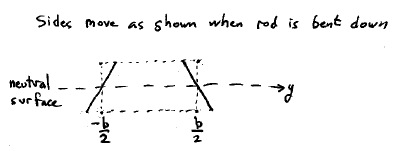 Sides move as shown when rod is bent down
neutral
surface
y
-b/2
b/2